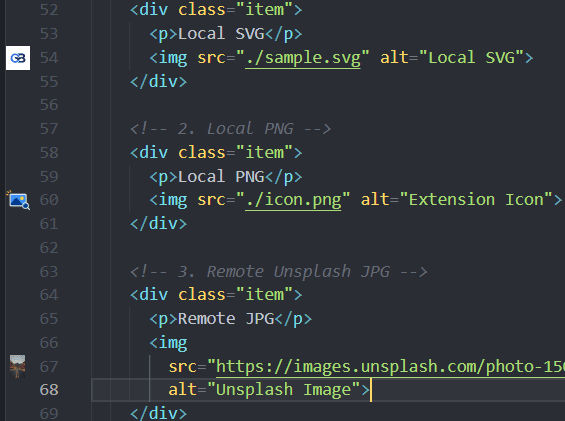 52 <div class="item">
53 <p>Local SVG</p>
GB 54 <img src="./sample.svg" alt="Local SVG">
55 </div>
56
57 <!-- 2. Local PNG -->
58 <div class="item">
59 <p>Local PNG</p>
60 <img src="./icon.png" alt="Extension Icon">
61 </div>
62
63 <!-- 3. Remote Unsplash JPG -->
64 <div class="item">
65 <p>Remote JPG</p>
66 <img
67 src="https://images.unsplash.com/photo-150
68 alt="Unsplash Image">
69 </div>